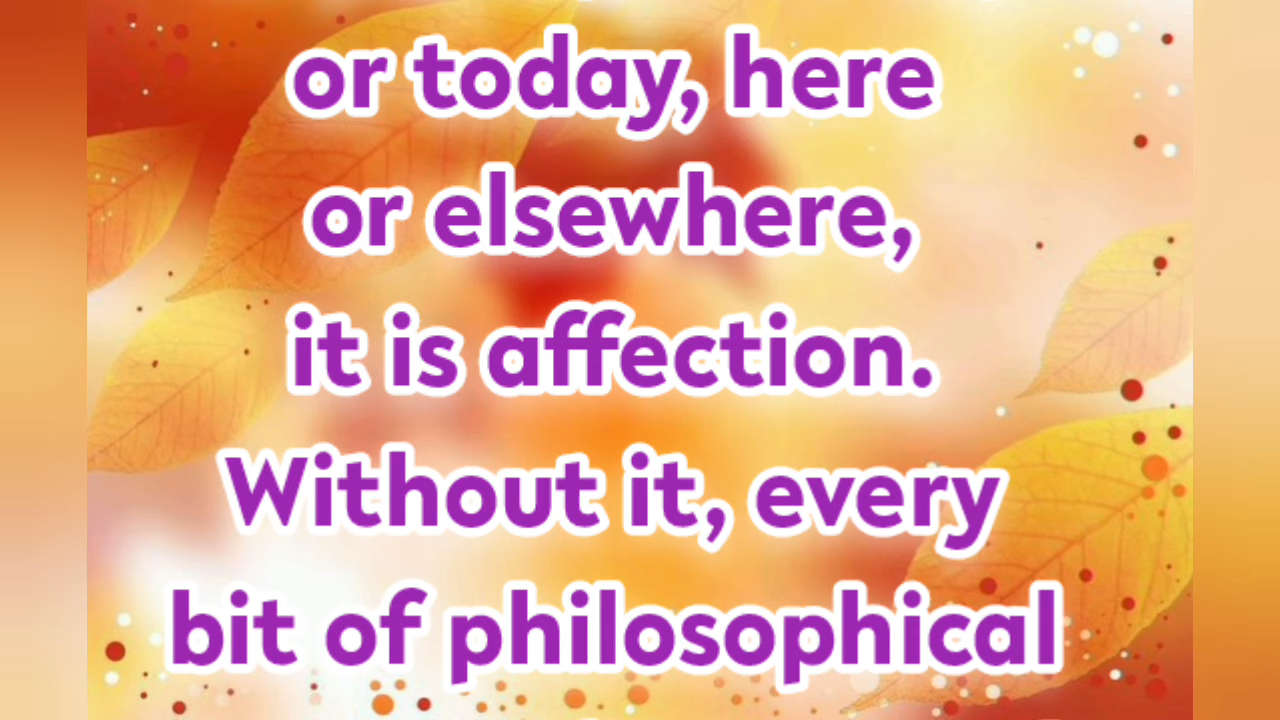 or today, here
or elsewhere,
it is affection.
Without it, every
bit of philosophical